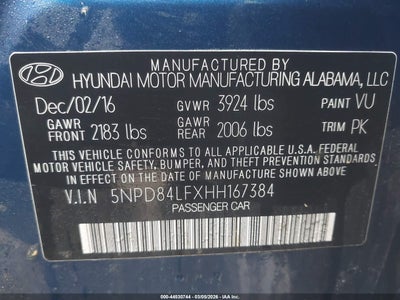 MANUFACTURED BY
HYUNDAI MOTOR MANUFACTURING ALABAMA, LLC
Dec/02/16 GVWR 3924 lbs PAINT VU
GAWR FRONT 2183 lbs GAWR REAR 2006 lbs TRIM PK
THIS VEHICLE CONFORMS TO ALL APPLICABLE U.S.A. FEDERAL
MOTOR VEHICLE SAFETY, BUMPER, AND THEFT PREVENTION STANDARDS
IN EFFECT ON THE DATE OF MANUFACTURE SHOWN ABOVE.
V.I.N 5NPD84LFXHH167384
PASSENGER CAR
000-44930744 - 03/09/2026 - IAA Inc.